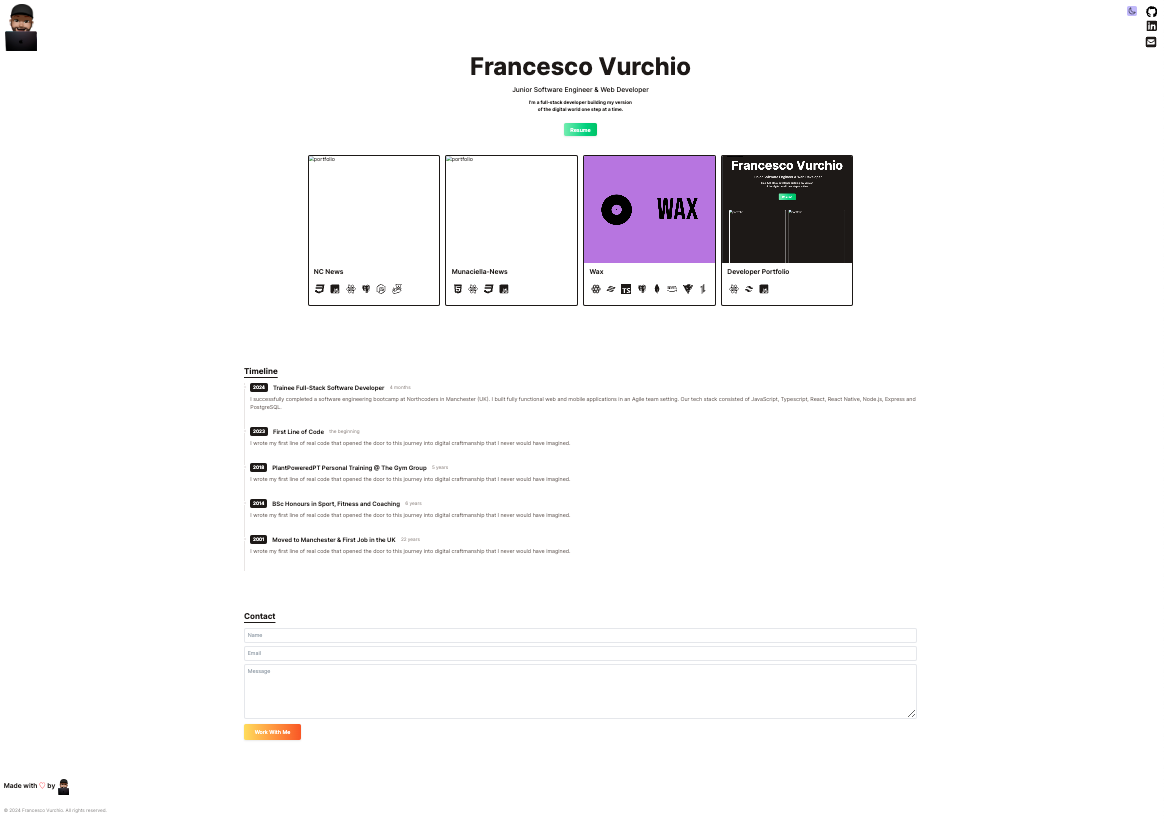 Francesco Vurchio
Junior Software Engineer & Web Developer
I'm a full-stack developer building my version
of the digital world one step at a time.
Resume
portfolio
portfolio
WAX
Francesco Vurchio
NC News
Munaciella-News
Wax
Developer Portfolio
TS
Timeline
2024 Trainee Full-Stack Software Developer 4 months
I successfully completed a software engineering bootcamp at Northcoders in Manchester (UK). I built fully functional web and mobile applications in an Agile team setting. Our tech stack consisted of JavaScript, Typescript, React, React Native, Node.js, Express and
PostgreSQL.
2023 First Line of Code the beginning
I wrote my first line of real code that opened the door to this journey into digital craftmanship that I never would have imagined.
2018 PlantPoweredPT Personal Training @ The Gym Group 5 years
I wrote my first line of real code that opened the door to this journey into digital craftmanship that I never would have imagined.
2014 BSc Honours in Sport, Fitness and Coaching 6 years
I wrote my first line of real code that opened the door to this journey into digital craftmanship that I never would have imagined.
2001 Moved to Manchester & First Job in the UK 22 years
I wrote my first line of real code that opened the door to this journey into digital craftmanship that I never would have imagined.
Contact
Name
Email
Message
Work With Me
Made with ♡ by
© 2024 Francesco Vurchio. All rights reserved.